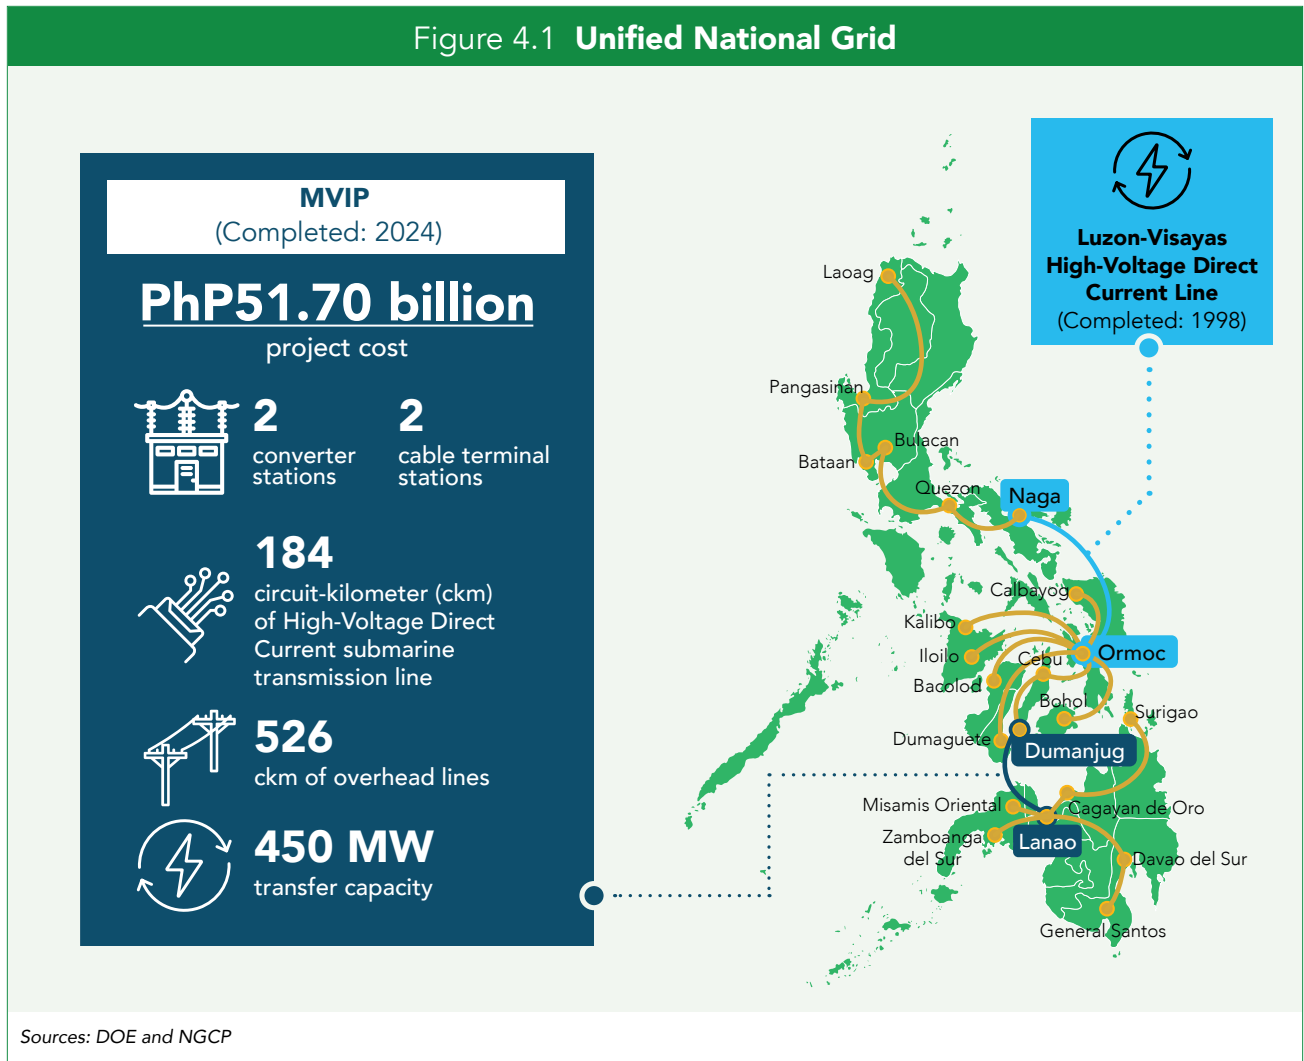 Figure 4.1 Unified National Grid
MVIP
(Completed: 2024)
PhP51.70 billion
project cost
2
converter
stations
2
cable terminal
stations
184
circuit-kilometer (ckm)
of High-Voltage Direct
Current submarine
transmission line
526
ckm of overhead lines
450 MW
transfer capacity
Luzon-Visayas
High-Voltage Direct
Current Line
(Completed: 1998)
Laoag
Pangasinan
Bulacan
Bataan
Quezon
Naga
Calbayog
Kalibo
Iloilo
Cebu
Ormoc
Bacolod
Bohol
Surigao
Dumaguete
Dumanjug
Misamis Oriental
Cagayan de Oro
Zamboanga
del Sur
Lanao
Davao del Sur
General Santos
Sources: DOE and NGCP